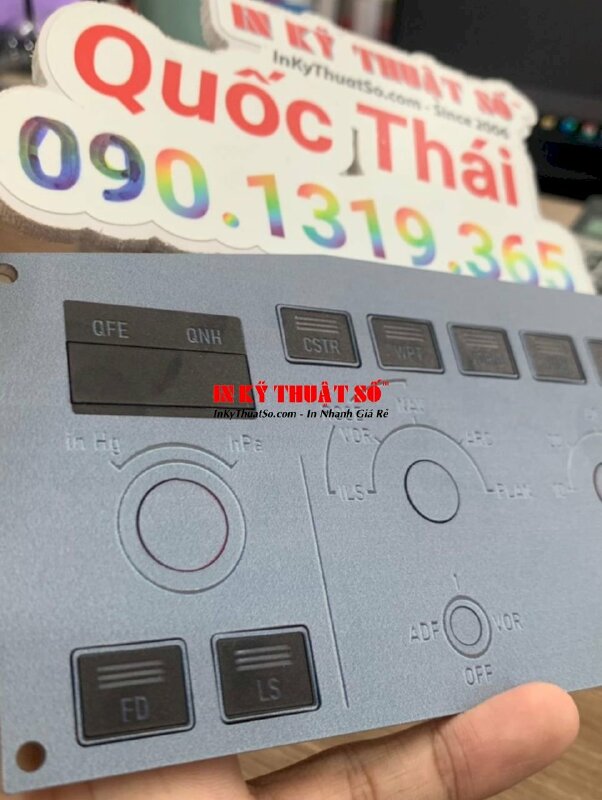 IN KỸ THUẬT SỐ
InKyThuatSo.com - Since 2006
Quốc Thái
090.1319.365
QFE QNH
CSTR WPT
IN KỸ THUẬT SỐ
InKyThuatSo.com - In Nhanh Giá Rẻ
in Hg hPa
VOR ARC
ILS PLAN
ADF VOR
OFF
FD LS